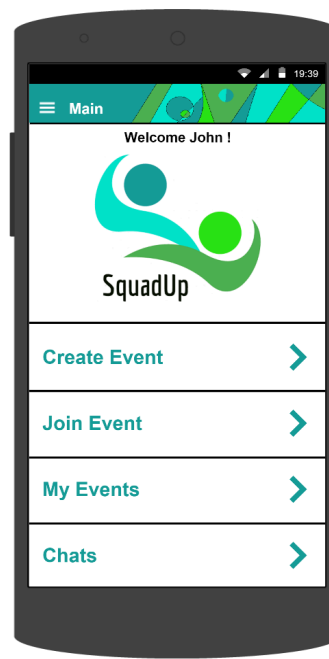 19:39
Main
Welcome John !
SquadUp
Create Event
Join Event
My Events
Chats